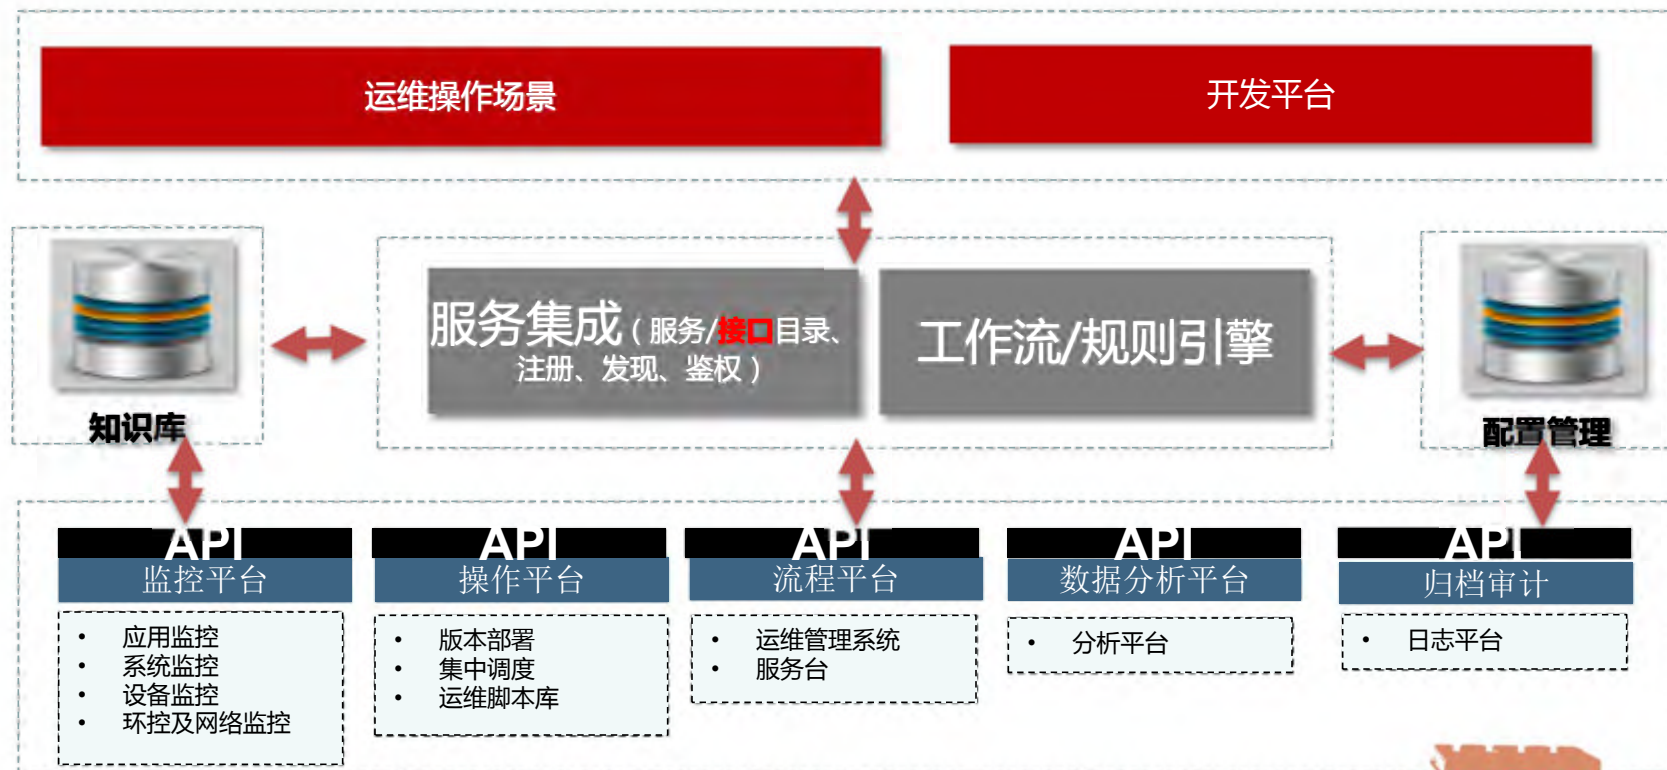 运维操作场景
开发平台
服务集成（服务/接口目录、
注册、发现、鉴权）
工作流/规则引擎
知识库
配置管理
API
监控平台
• 应用监控
• 系统监控
• 设备监控
• 环控及网络监控
API
操作平台
• 版本部署
• 集中调度
• 运维脚本库
API
流程平台
• 运维管理系统
• 服务台
API
数据分析平台
• 分析平台
API
归档审计
• 日志平台